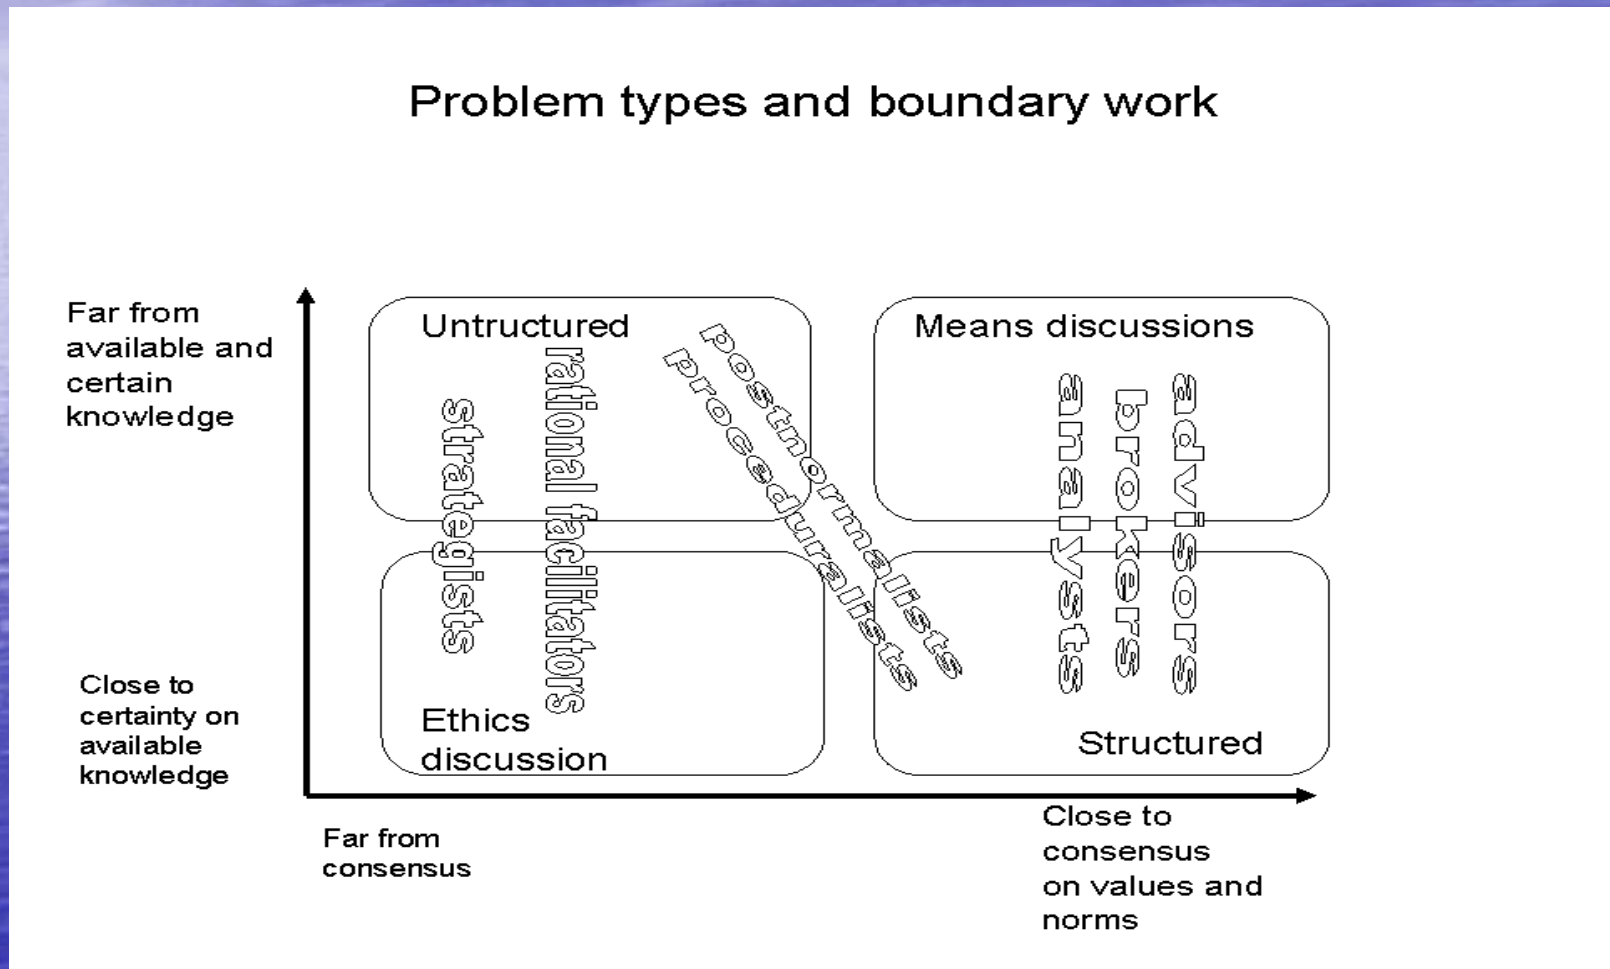 Problem types and boundary work
Far from
available and
certain
knowledge
Untructured
Means discussions
strategists
rational facilitators
proceduralists
postnormalists
analysts
brokers
advisors
Close to
certainty on
available
knowledge
Ethics
discussion
Structured
Far from
consensus
Close to
consensus
on values and
norms